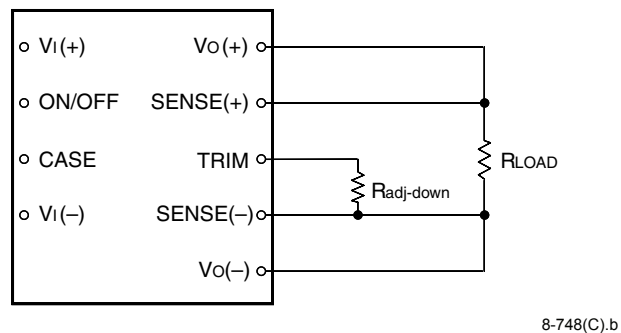 VI(+) VO(+)
ON/OFF SENSE(+)
CASE TRIM RLOAD
Radj-down
VI(–) SENSE(–)
VO(–)
8-748(C).b